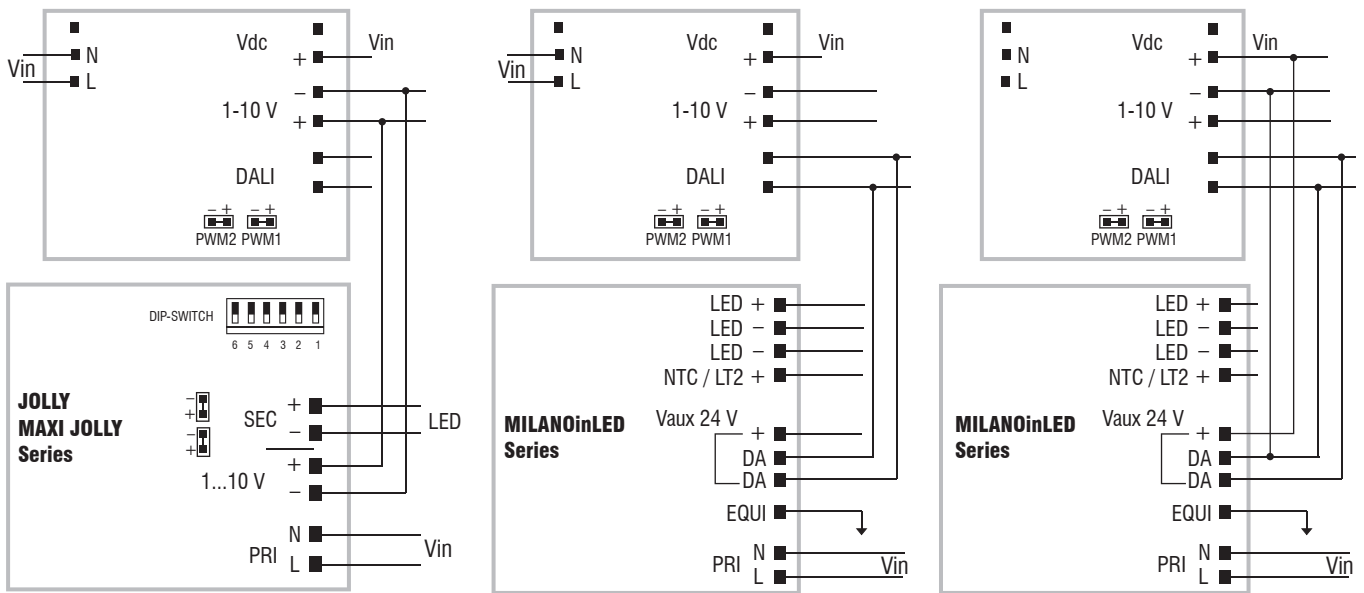 Vdc
Vin
N
+
Vin
L
−
1-10 V
+
DALI
− +
− +
PWM2
PWM1
DIP-SWITCH
6 5 4 3 2 1
JOLLY
MAXI JOLLY
Series
−
+
−
+
SEC
+
−
LED
+
1...10 V
−
N
PRI
L
Vin
Vdc
Vin
N
+
Vin
L
−
1-10 V
+
DALI
− +
− +
PWM2
PWM1
LED +
LED −
LED −
NTC / LT2 +
MILANOinLED
Series
Vaux 24 V
+
DA
DA
EQUI
N
PRI
L
Vin
Vdc
Vin
N
+
L
−
1-10 V
+
DALI
− +
− +
PWM2
PWM1
LED +
LED −
LED −
NTC / LT2 +
MILANOinLED
Series
Vaux 24 V
+
DA
DA
EQUI
N
PRI
L
Vin